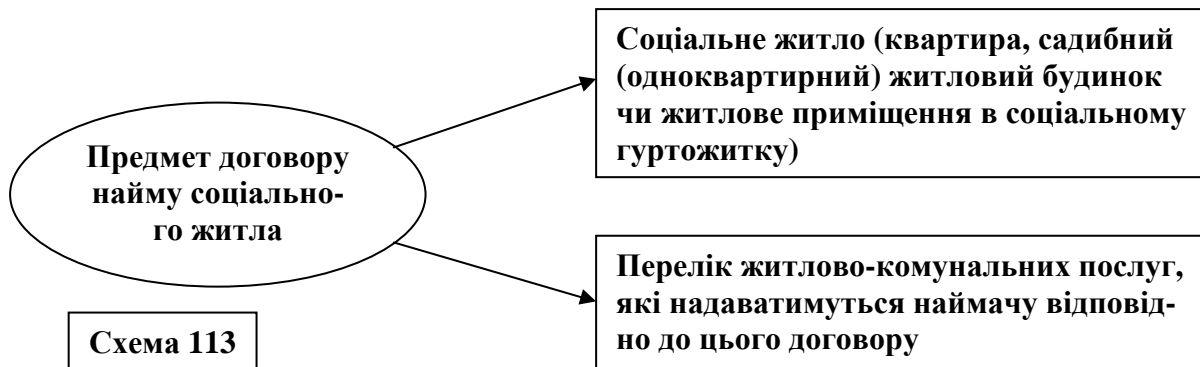 Соціальне житло (квартира, садибний
(одноквартирний) житловий будинок
чи житлове приміщення в соціальному
гуртожитку)
Предмет договору
найму соціально-
го житла
Перелік житлово-комунальних послуг,
які надаватимуться наймачу відповід-
но до цього договору
Схема 113